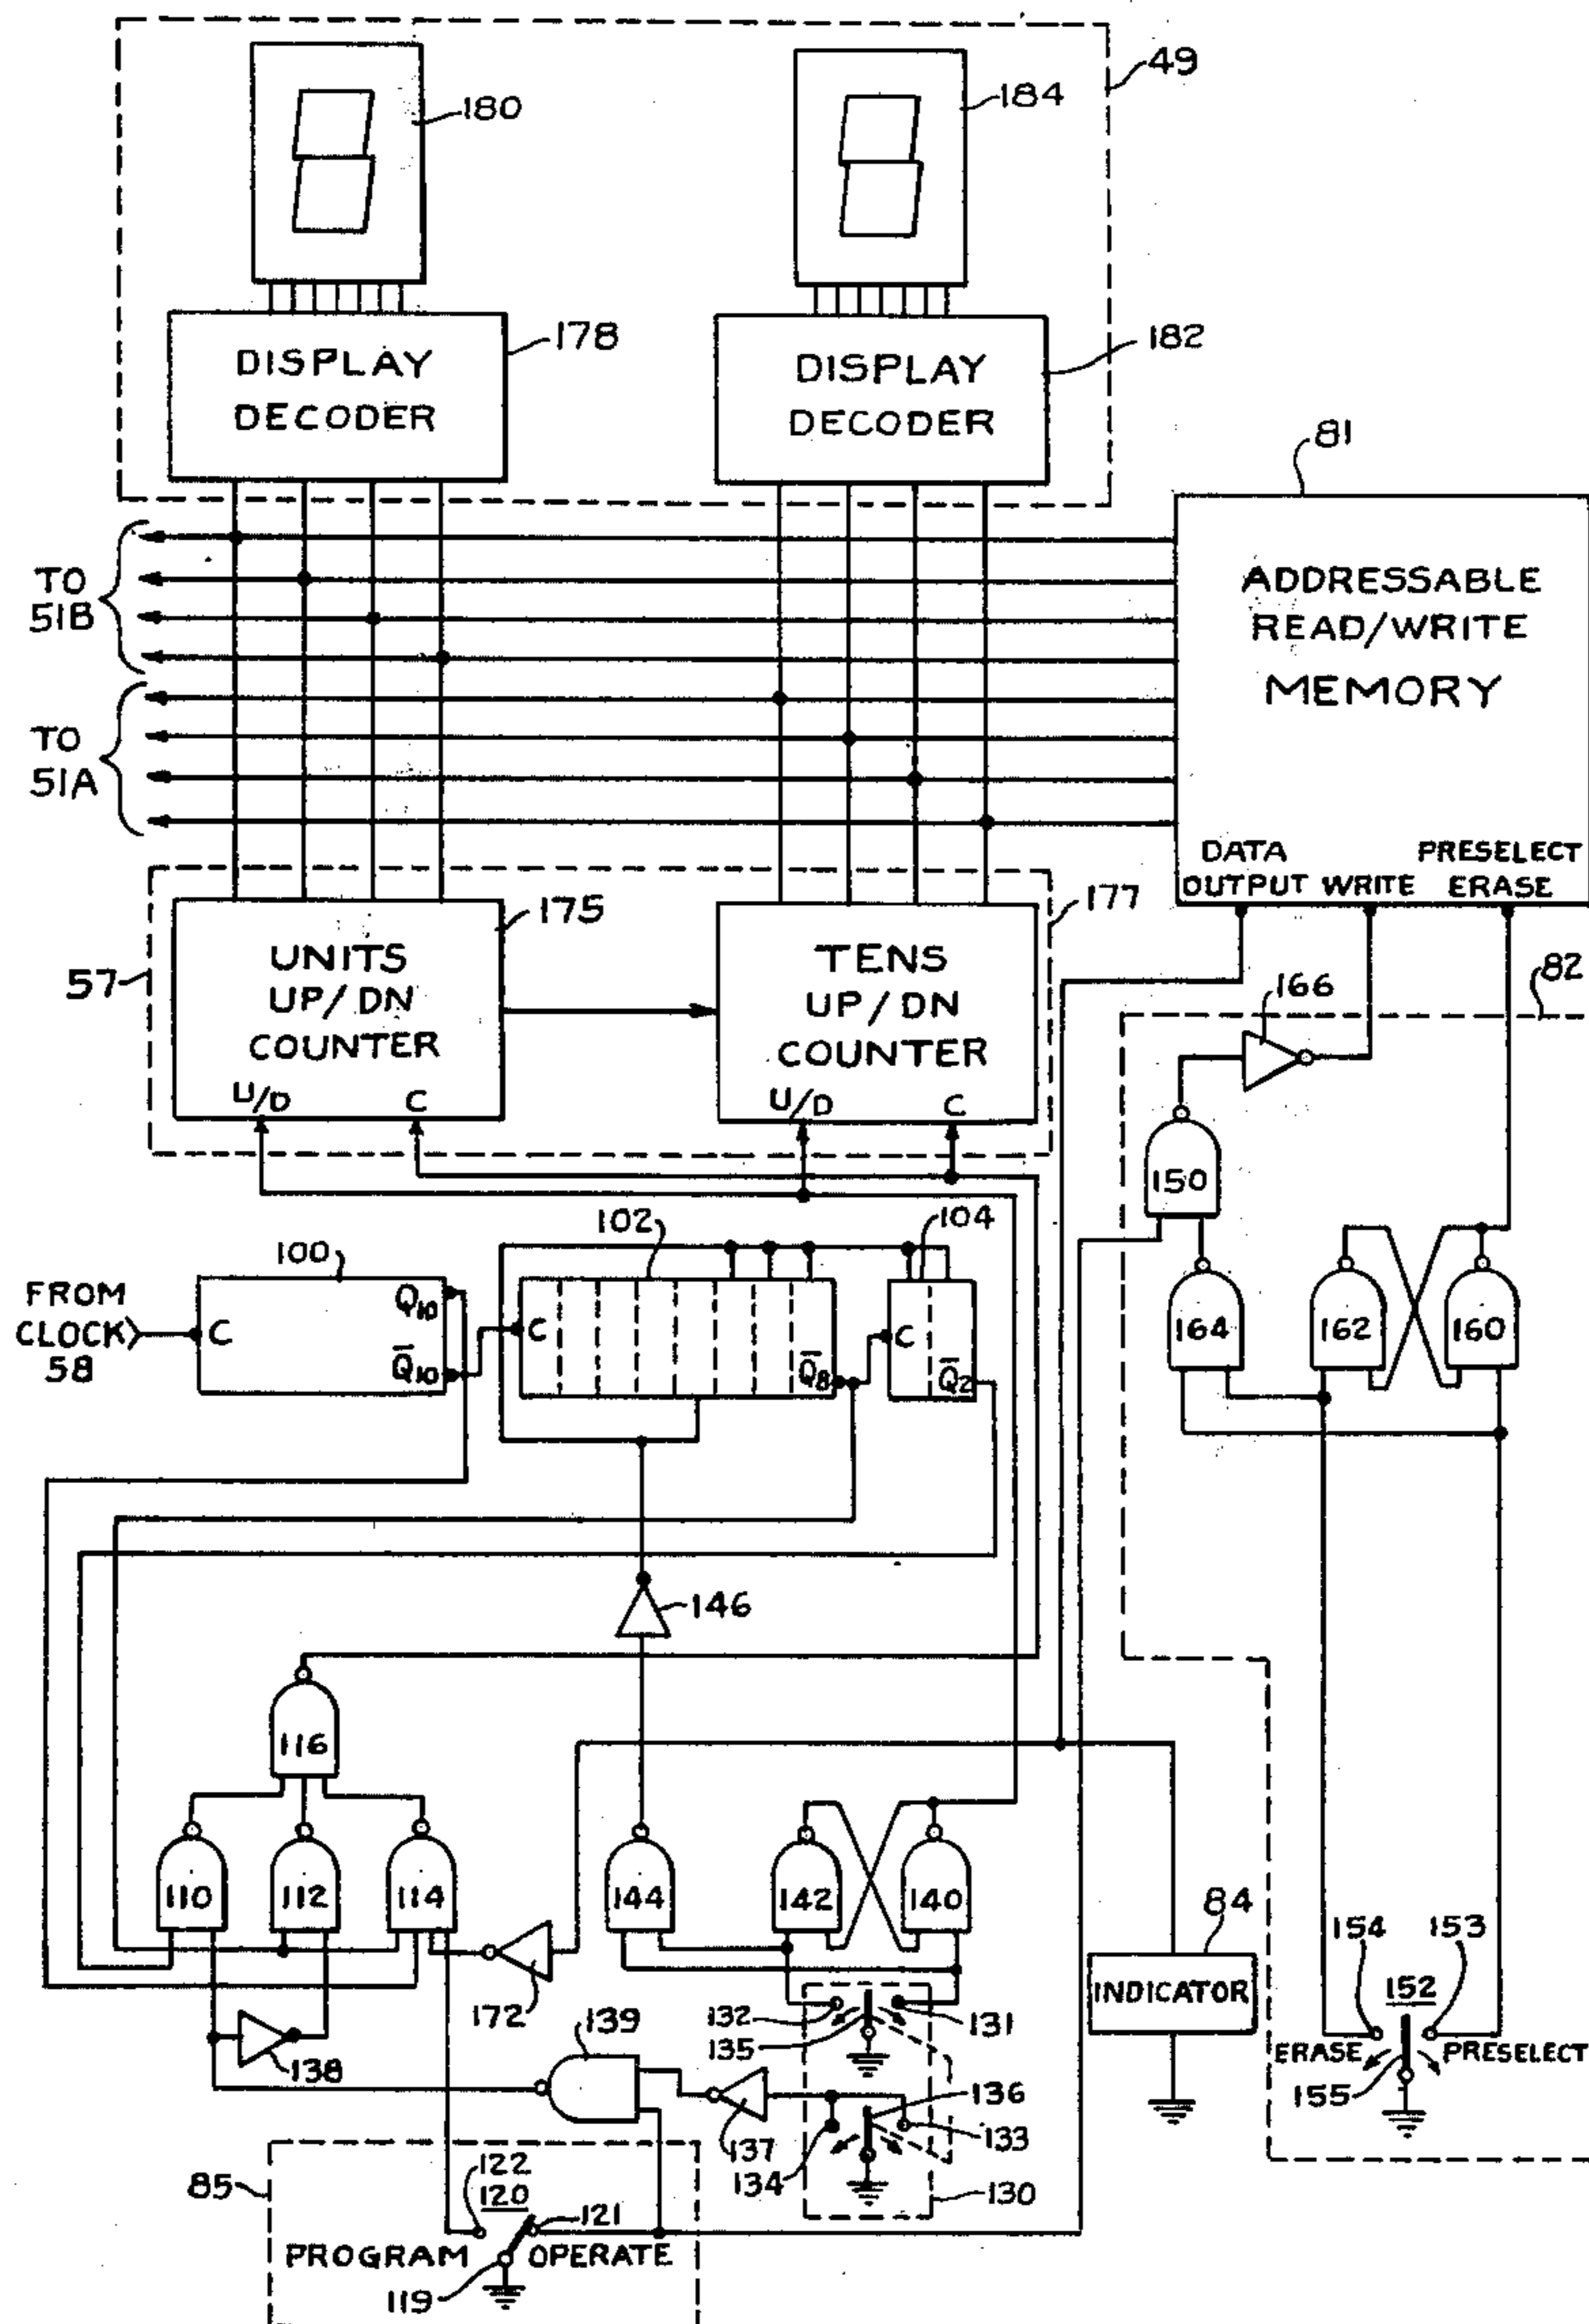 49
180
184
178
182
DISPLAY
DECODER
DISPLAY
DECODER
81
TO
51B
ADDRESSABLE
READ/WRITE
MEMORY
TO
51A
DATA
OUTPUT
WRITE
PRESELECT
ERASE
57
175
177
82
UNITS
UP/DN
COUNTER
U/D
C
TENS
UP/DN
COUNTER
U/D
C
166
150
FROM
CLOCK
58
100
C
Q10
Q̅10
102
C
Q̅8
104
C
Q̅2
164
162
160
146
116
110
112
114
144
142
140
84
INDICATOR
172
138
139
132
135
131
136
137
134
133
130
154
152
153
ERASE
PRESELECT
155
85
122
120
121
PROGRAM
OPERATE
119